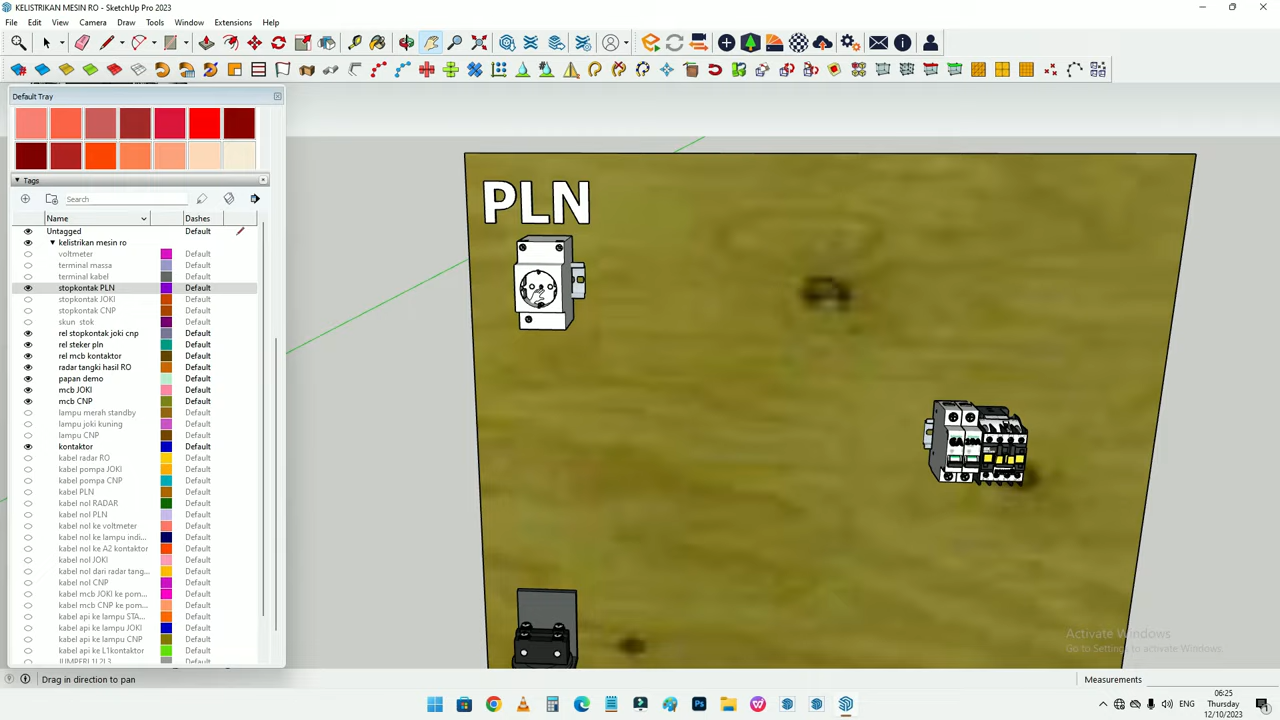 KELISTRIKAN MESIN RO - SketchUp Pro 2023
File Edit View Camera Draw Tools Window Extensions Help
Default Tray
Tags
Search
Name Dashes
Untagged Default
kelistrikan mesin ro Default
voltmeter Default
terminal massa Default
terminal kabel Default
stopkontak PLN Default
stopkontak JOKI Default
stopkontak CNP Default
skun stok Default
rel stopkontak joki cnp Default
rel steker pln Default
rel mcb kontaktor Default
radar tangki hasil RO Default
papan demo Default
mcb JOKI Default
mcb CNP Default
lampu merah standby Default
lampu joki kuning Default
lampu CNP Default
kontaktor Default
kabel radar RO Default
kabel pompa JOKI Default
kabel pompa CNP Default
kabel PLN Default
kabel nol RADAR Default
kabel nol PLN Default
kabel nol ke voltmeter Default
kabel nol ke lampu indi... Default
kabel nol ke A2 kontaktor Default
kabel nol JOKI Default
kabel nol dari radar tang... Default
kabel nol CNP Default
kabel mcb JOKI ke pom... Default
kabel mcb CNP ke pom... Default
kabel api ke lampu STA... Default
kabel api ke lampu JOKI Default
kabel api ke lampu CNP Default
kabel api ke L1kontaktor Default
JUMPERL1L2L3 Default
PLN
Activate Windows
Go to Settings to activate Windows.
Drag in direction to pan
Measurements
ENG
06:25
Thursday
12/10/2023